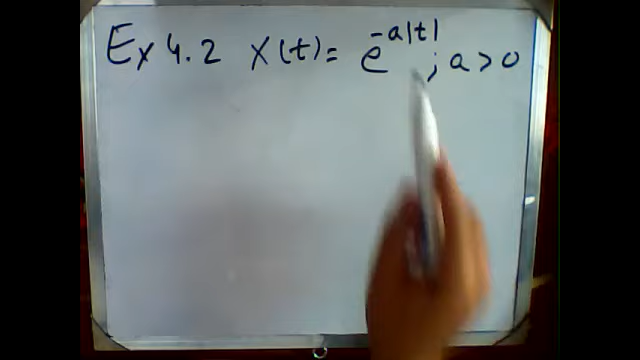 Ex 4.2 x(t) = e^{-a|t|} ; a > 0